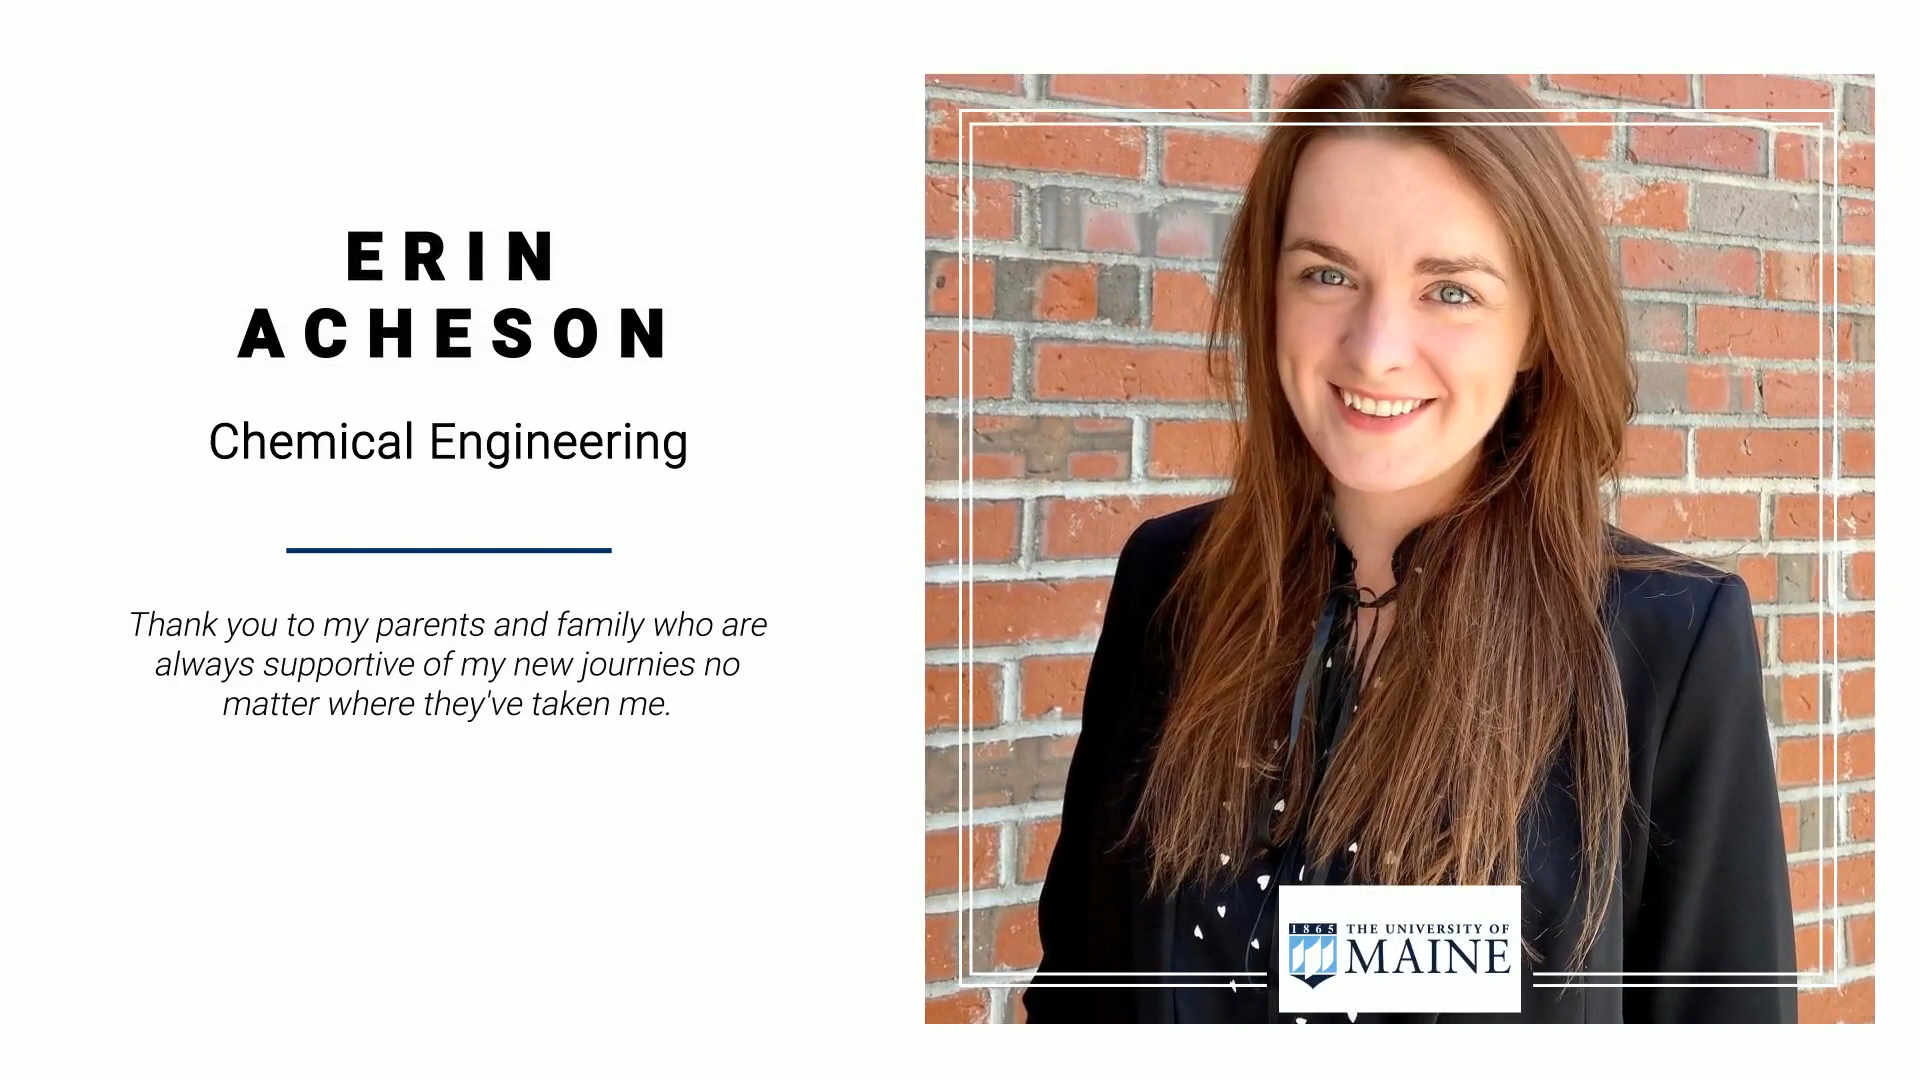 ERIN
ACHESON
Chemical Engineering
Thank you to my parents and family who are
always supportive of my new journies no
matter where they've taken me.
1865
THE UNIVERSITY OF
MAINE